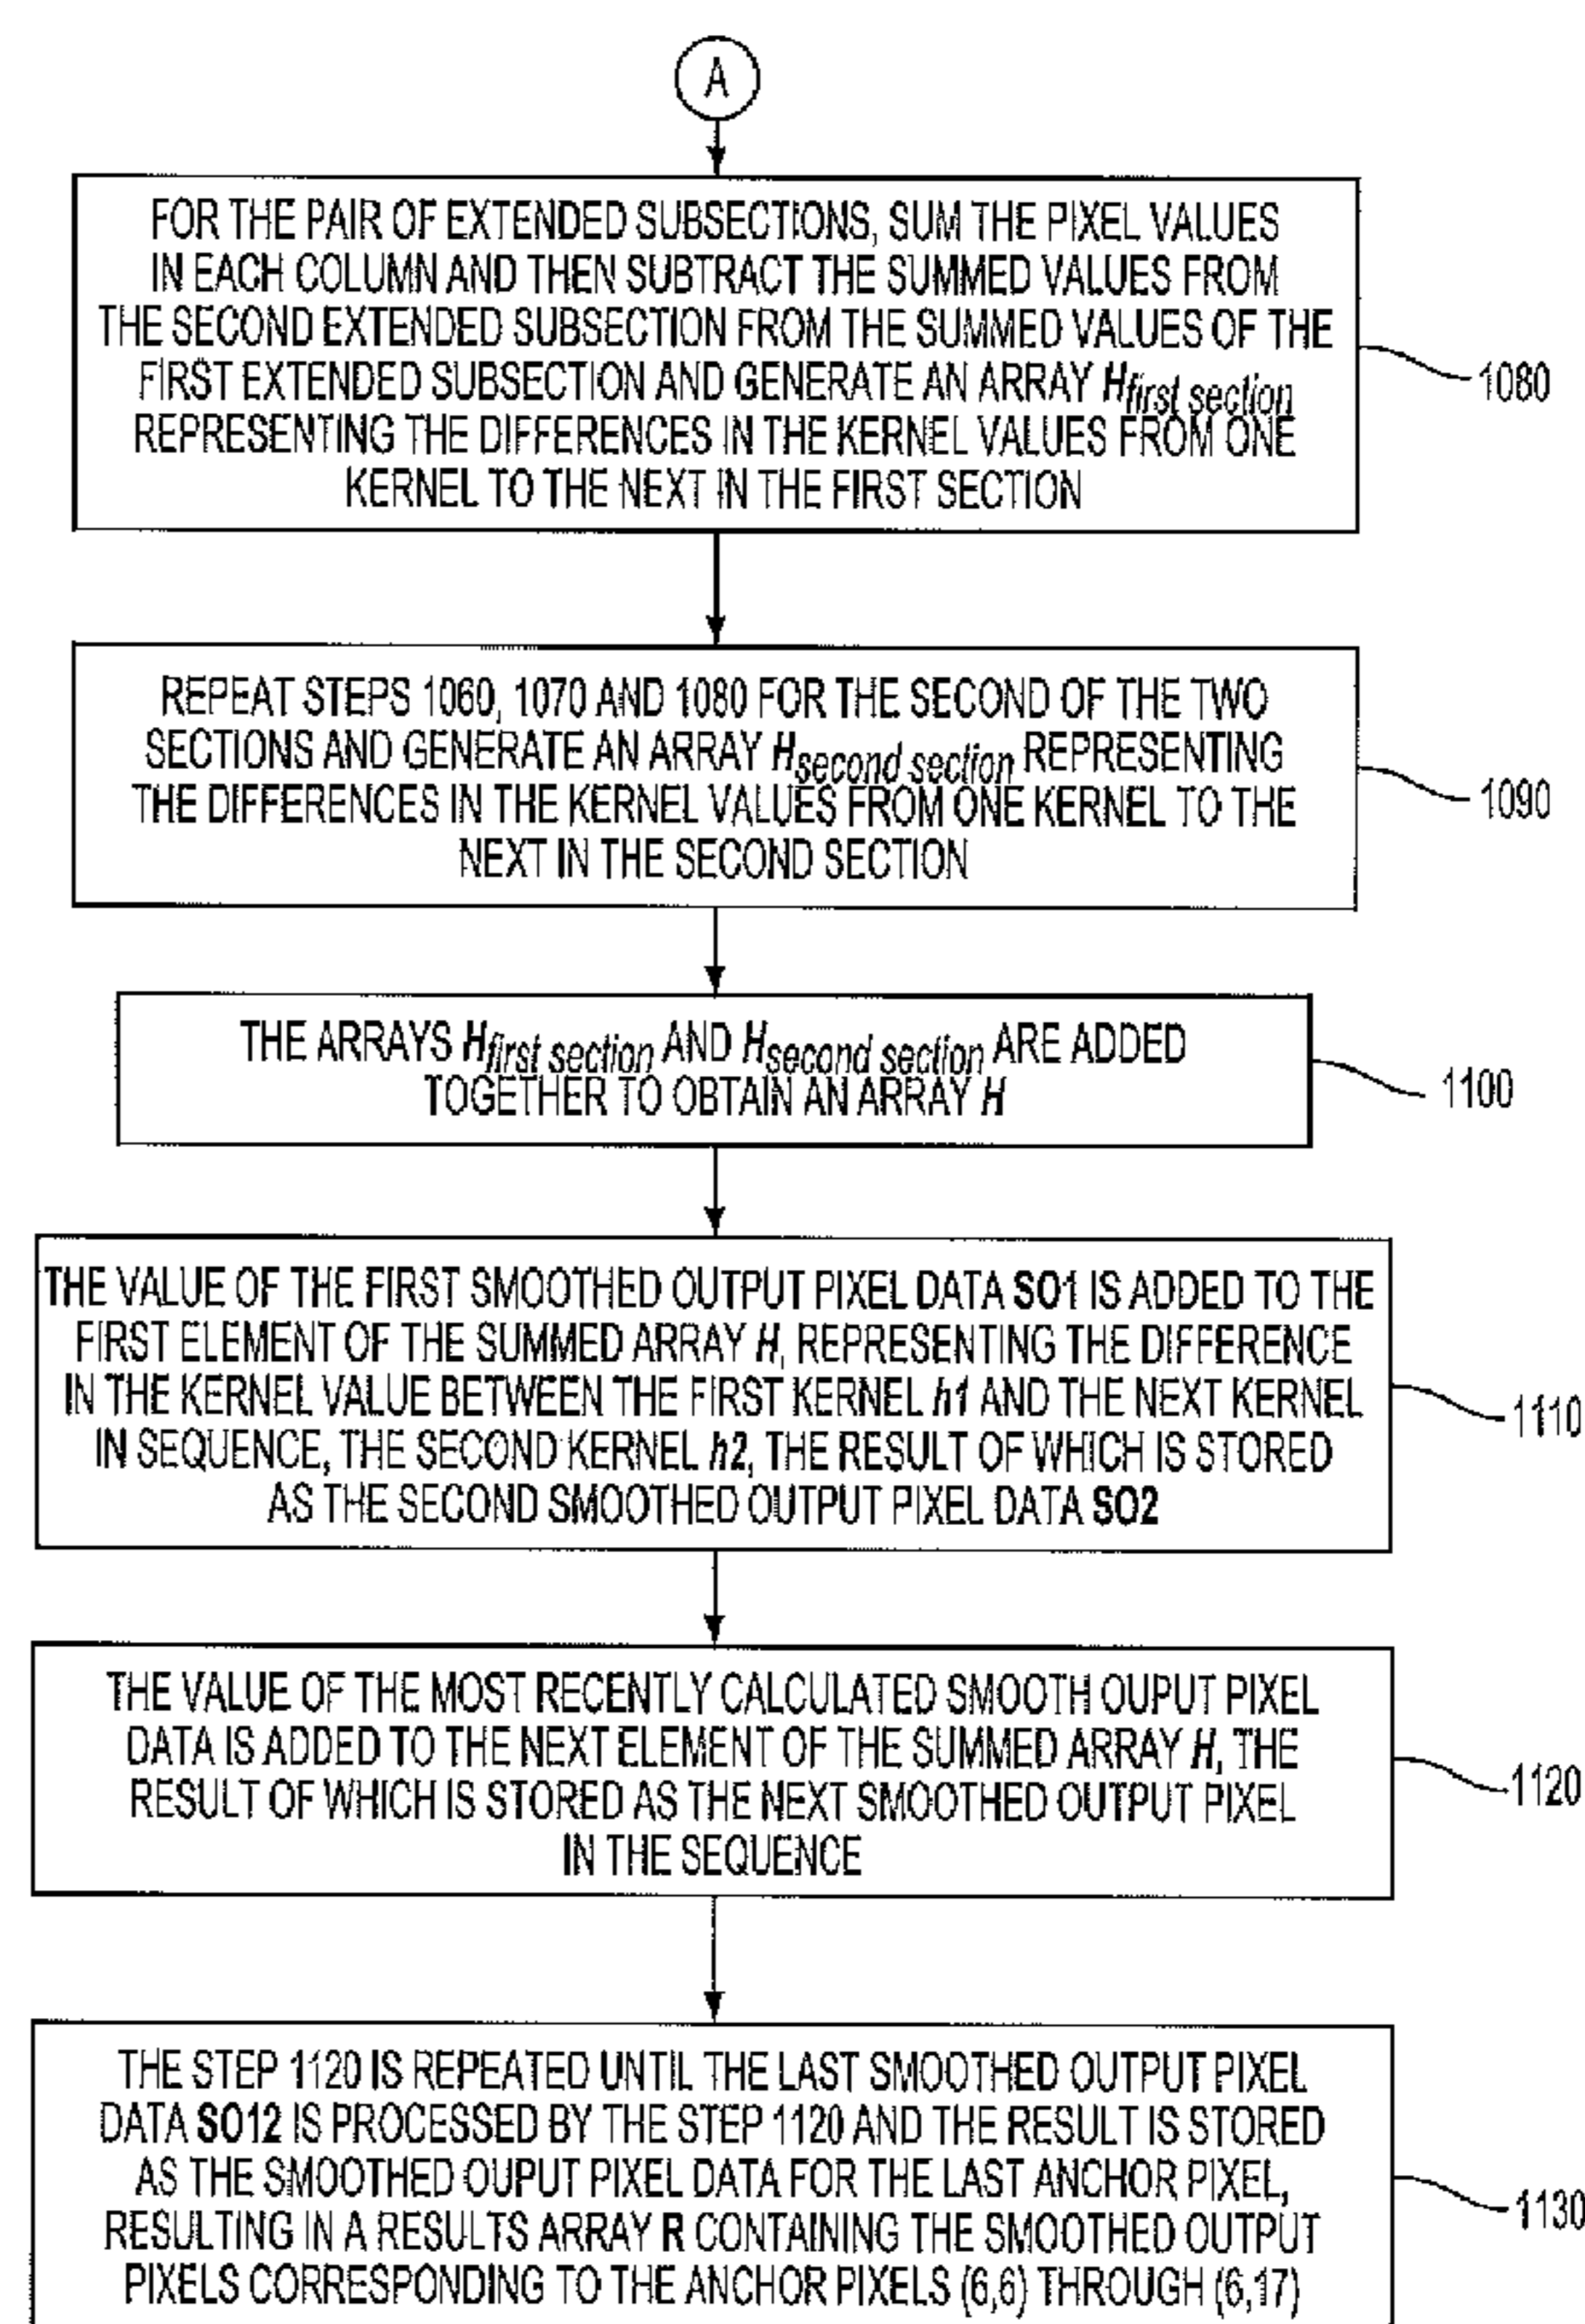 A
FOR THE PAIR OF EXTENDED SUBSECTIONS, SUM THE PIXEL VALUES
IN EACH COLUMN AND THEN SUBTRACT THE SUMMED VALUES FROM
THE SECOND EXTENDED SUBSECTION FROM THE SUMMED VALUES OF THE
FIRST EXTENDED SUBSECTION AND GENERATE AN ARRAY Hfirst section
REPRESENTING THE DIFFERENCES IN THE KERNEL VALUES FROM ONE
KERNEL TO THE NEXT IN THE FIRST SECTION
1080
REPEAT STEPS 1060, 1070 AND 1080 FOR THE SECOND OF THE TWO
SECTIONS AND GENERATE AN ARRAY Hsecond section REPRESENTING
THE DIFFERENCES IN THE KERNEL VALUES FROM ONE KERNEL TO THE
NEXT IN THE SECOND SECTION
1090
THE ARRAYS Hfirst section AND Hsecond section ARE ADDED
TOGETHER TO OBTAIN AN ARRAY H
1100
THE VALUE OF THE FIRST SMOOTHED OUTPUT PIXEL DATA SO1 IS ADDED TO THE
FIRST ELEMENT OF THE SUMMED ARRAY H, REPRESENTING THE DIFFERENCE
IN THE KERNEL VALUE BETWEEN THE FIRST KERNEL h1 AND THE NEXT KERNEL
IN SEQUENCE, THE SECOND KERNEL h2, THE RESULT OF WHICH IS STORED
AS THE SECOND SMOOTHED OUTPUT PIXEL DATA SO2
1110
THE VALUE OF THE MOST RECENTLY CALCULATED SMOOTH OUPUT PIXEL
DATA IS ADDED TO THE NEXT ELEMENT OF THE SUMMED ARRAY H, THE
RESULT OF WHICH IS STORED AS THE NEXT SMOOTHED OUTPUT PIXEL
IN THE SEQUENCE
1120
THE STEP 1120 IS REPEATED UNTIL THE LAST SMOOTHED OUTPUT PIXEL
DATA SO12 IS PROCESSED BY THE STEP 1120 AND THE RESULT IS STORED
AS THE SMOOTHED OUPUT PIXEL DATA FOR THE LAST ANCHOR PIXEL,
RESULTING IN A RESULTS ARRAY R CONTAINING THE SMOOTHED OUTPUT
PIXELS CORRESPONDING TO THE ANCHOR PIXELS (6,6) THROUGH (6,17)
1130